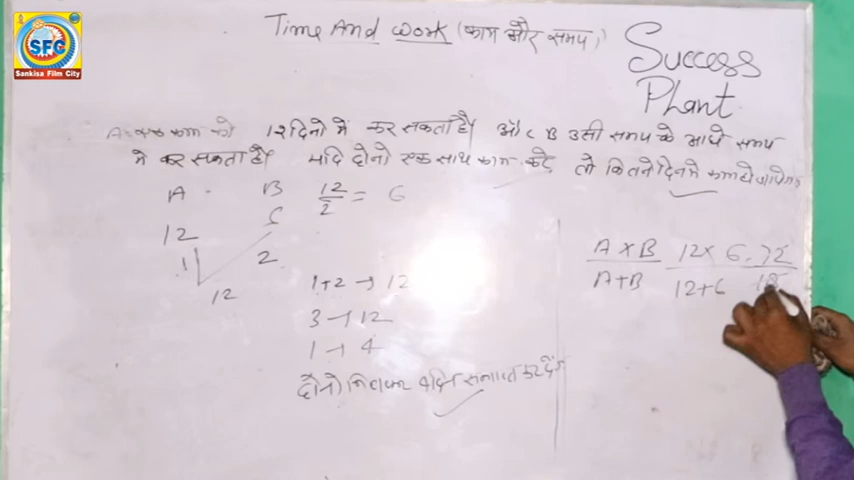 SFC
Sankisa Film City
Time And Work (काम और समय)
Success
Plant
A एक काम को 12 दिनो में कर सकता है। और B उसी समय के आधे समय
मे कर सकता है। यदि दोनो एक साथ काम करे तो कितने दिन मे काम हो जायेगा
A B 12/2 = 6
12 6
1 2
12
1+2 → 12
3 → 12
1 → 4
दोनो मिलकर 4 दिन समाप्त कर देंगे
A×B 12× 6. 72
A+B 12+6 18